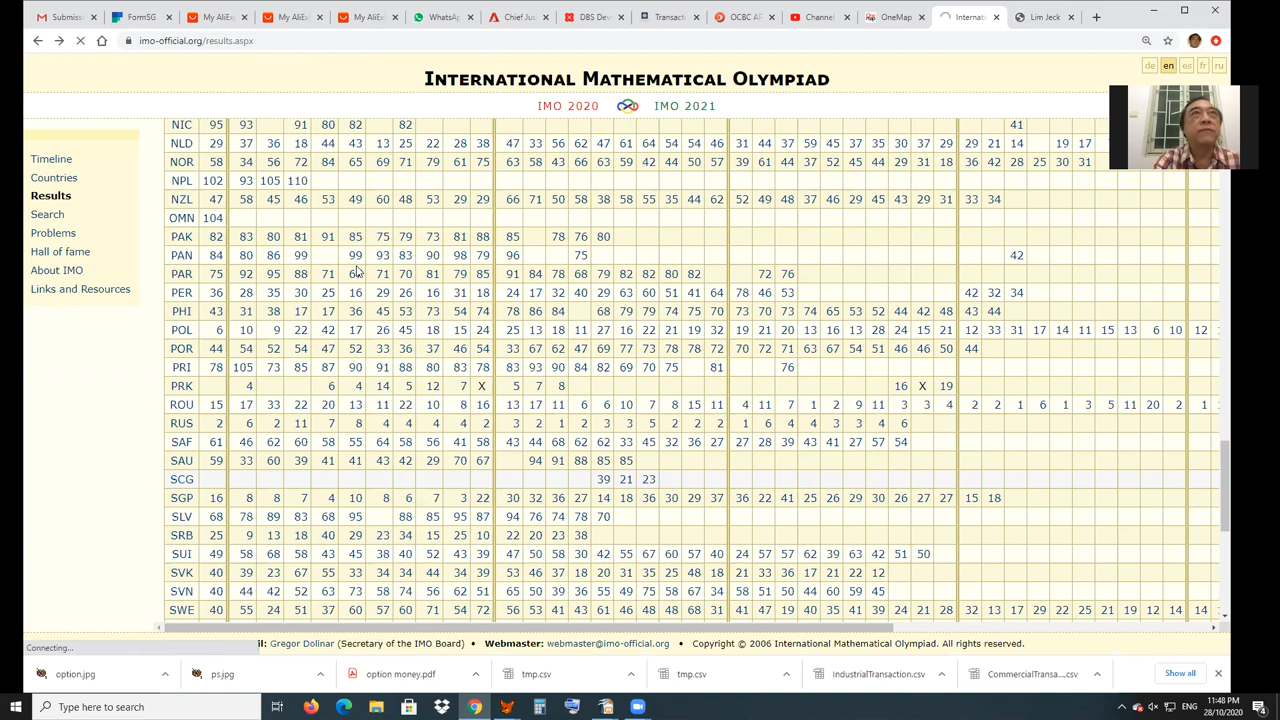 Submiss FormSG My AliExp My AliExp My AliExp WhatsAp Chief Jus DBS Dev Transact OCBC AP Channel OneMap Internati Lim Jeck
imo-official.org/results.aspx
INTERNATIONAL MATHEMATICAL OLYMPIAD
de en es fr ru
IMO 2020 IMO 2021
Timeline
Countries
Results
Search
Problems
Hall of fame
About IMO
Links and Resources
NIC 95 93 91 80 82 82 41
NLD 29 37 36 18 44 43 13 25 22 28 38 47 33 56 62 47 61 64 54 54 46 31 44 37 59 45 37 35 30 37 29 29 21 14 19 17
NOR 58 34 56 72 84 65 69 71 79 61 75 63 58 43 66 63 59 42 44 50 57 39 61 44 37 52 45 44 29 31 18 36 42 28 25 30 31
NPL 102 93 105 110
NZL 47 58 45 46 53 49 60 48 53 29 29 66 71 50 58 38 58 55 35 44 62 52 49 48 37 46 29 45 43 29 31 33 34
OMN 104
PAK 82 83 80 81 91 85 75 79 73 81 88 85 78 76 80
PAN 84 80 86 99 99 93 83 90 98 79 96 75 42
PAR 75 92 95 88 71 71 70 81 79 85 91 84 78 68 79 82 82 80 82 72 76
PER 36 28 35 30 25 16 29 26 16 31 18 24 17 32 40 29 63 60 51 41 64 78 46 53 42 32 34
PHI 43 31 38 17 17 36 45 53 73 54 74 78 86 84 68 79 79 74 75 70 73 70 73 74 65 53 52 44 42 48 43 44
POL 6 10 9 22 42 17 26 45 18 15 24 25 13 18 11 27 16 22 21 19 32 19 21 20 13 16 13 28 24 15 21 12 33 31 17 14 11 15 13 6 10 12
POR 44 54 52 54 47 52 33 36 37 46 54 33 67 62 47 69 77 73 78 78 72 70 72 71 63 67 54 51 46 46 50 44
PRI 78 105 73 85 87 90 91 88 80 83 78 83 93 90 84 82 69 70 75 81 76
PRK 4 6 4 14 5 12 7 X 5 7 8 16 X 19
ROU 15 17 33 22 20 13 11 22 10 8 16 13 17 11 6 6 10 7 8 15 11 4 11 7 1 2 9 11 3 3 4 2 2 1 6 1 3 5 11 20 2 1
RUS 2 6 2 11 7 8 4 4 4 4 2 3 2 1 2 3 3 5 2 2 2 1 6 4 4 3 3 4 6
SAF 61 46 62 60 58 55 64 58 56 41 58 43 44 68 62 62 33 45 32 36 27 27 28 39 43 41 27 57 54
SAU 59 33 60 39 41 41 43 42 29 70 67 94 91 88 85 85
SCG 39 21 23
SGP 16 8 8 7 4 10 8 6 7 3 22 30 32 36 27 14 18 36 30 29 37 36 22 41 25 26 29 30 26 27 27 15 18
SLV 68 78 89 83 68 95 88 85 95 87 94 76 74 78 70
SRB 25 9 13 18 40 29 23 34 15 25 10 22 20 23 38
SUI 49 58 68 58 43 45 38 40 52 43 39 47 50 58 30 42 55 67 60 57 40 24 57 57 62 39 63 42 51 50
SVK 40 39 23 67 55 33 34 34 44 34 39 53 46 37 18 20 31 35 25 48 18 21 33 36 17 21 22 12
SVN 40 44 42 52 63 73 58 74 56 62 51 65 50 39 36 55 49 75 58 67 34 58 51 50 44 60 59 45
SWE 40 55 24 51 37 60 57 60 71 54 72 56 53 41 43 61 46 48 48 68 31 41 47 19 40 35 41 39 24 21 28 32 13 17 29 22 25 21 19 12 14 14
il: Gregor Dolinar (Secretary of the IMO Board) • Webmaster: webmaster@imo-official.org • Copyright © 2006 International Mathematical Olympiad. All rights reserved.
Connecting...
option.jpg ps.jpg option money.pdf tmp.csv tmp.csv IndustrialTransaction.csv CommercialTransa....csv Show all
Type here to search
ENG
11:48 PM
28/10/2020
4